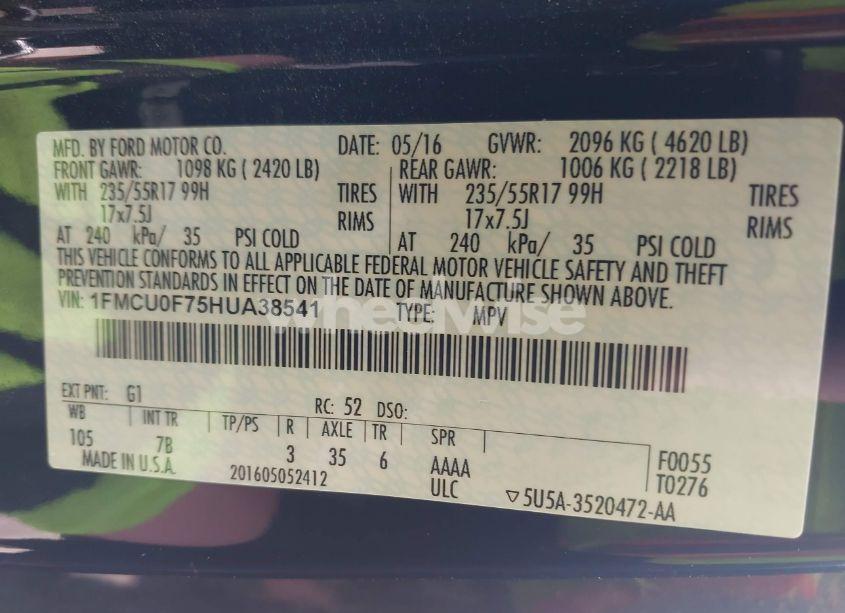 MFD. BY FORD MOTOR CO. DATE: 05/16 GVWR: 2096 KG ( 4620 LB)
FRONT GAWR: 1098 KG ( 2420 LB) REAR GAWR: 1006 KG ( 2218 LB)
WITH 235/55R17 99H TIRES WITH 235/55R17 99H TIRES
17x7.5J RIMS 17x7.5J RIMS
AT 240 kPa/ 35 PSI COLD AT 240 kPa/ 35 PSI COLD
THIS VEHICLE CONFORMS TO ALL APPLICABLE FEDERAL MOTOR VEHICLE SAFETY AND THEFT
PREVENTION STANDARDS IN EFFECT ON THE DATE OF MANUFACTURE SHOWN ABOVE.
VIN: 1FMCU0F75HUA38541 TYPE: MPV
wheelwise
EXT PNT: G1 RC: 52 DSO:
WB INT TR TP/PS R AXLE TR SPR
105 7B 3 35 6 AAAA F0055
MADE IN U.S.A. 201605052412 ULC T0276
▽5U5A-3520472-AA